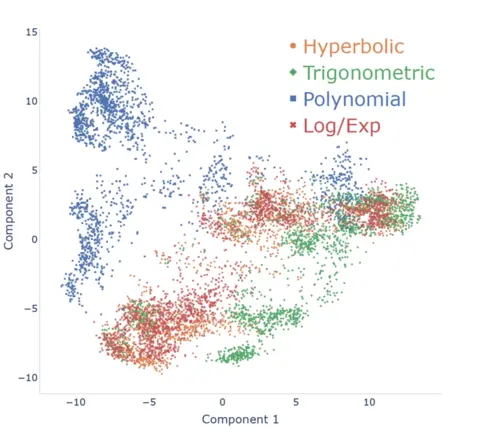 15
10
5
0
−5
−10
Component 2
Hyperbolic
Trigonometric
Polynomial
Log/Exp
−10 −5 0 5 10
Component 1